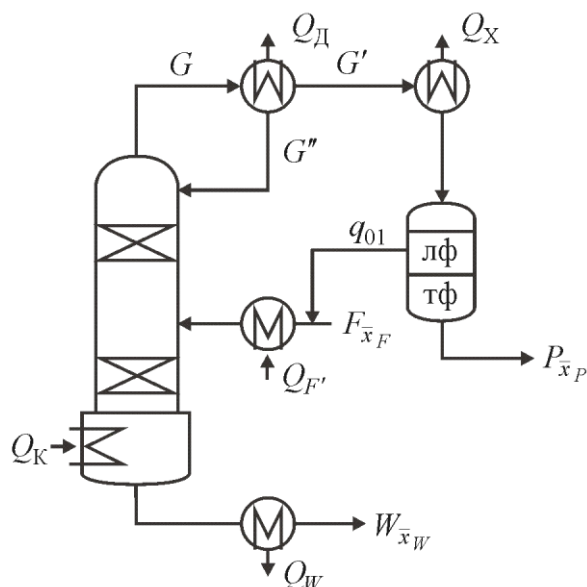 Q_Д
Q_Х
G
G′
G″
q_01
лф
тф
F_x̄_F
P_x̄_P
Q_F′
Q_К
W_x̄_W
Q_W